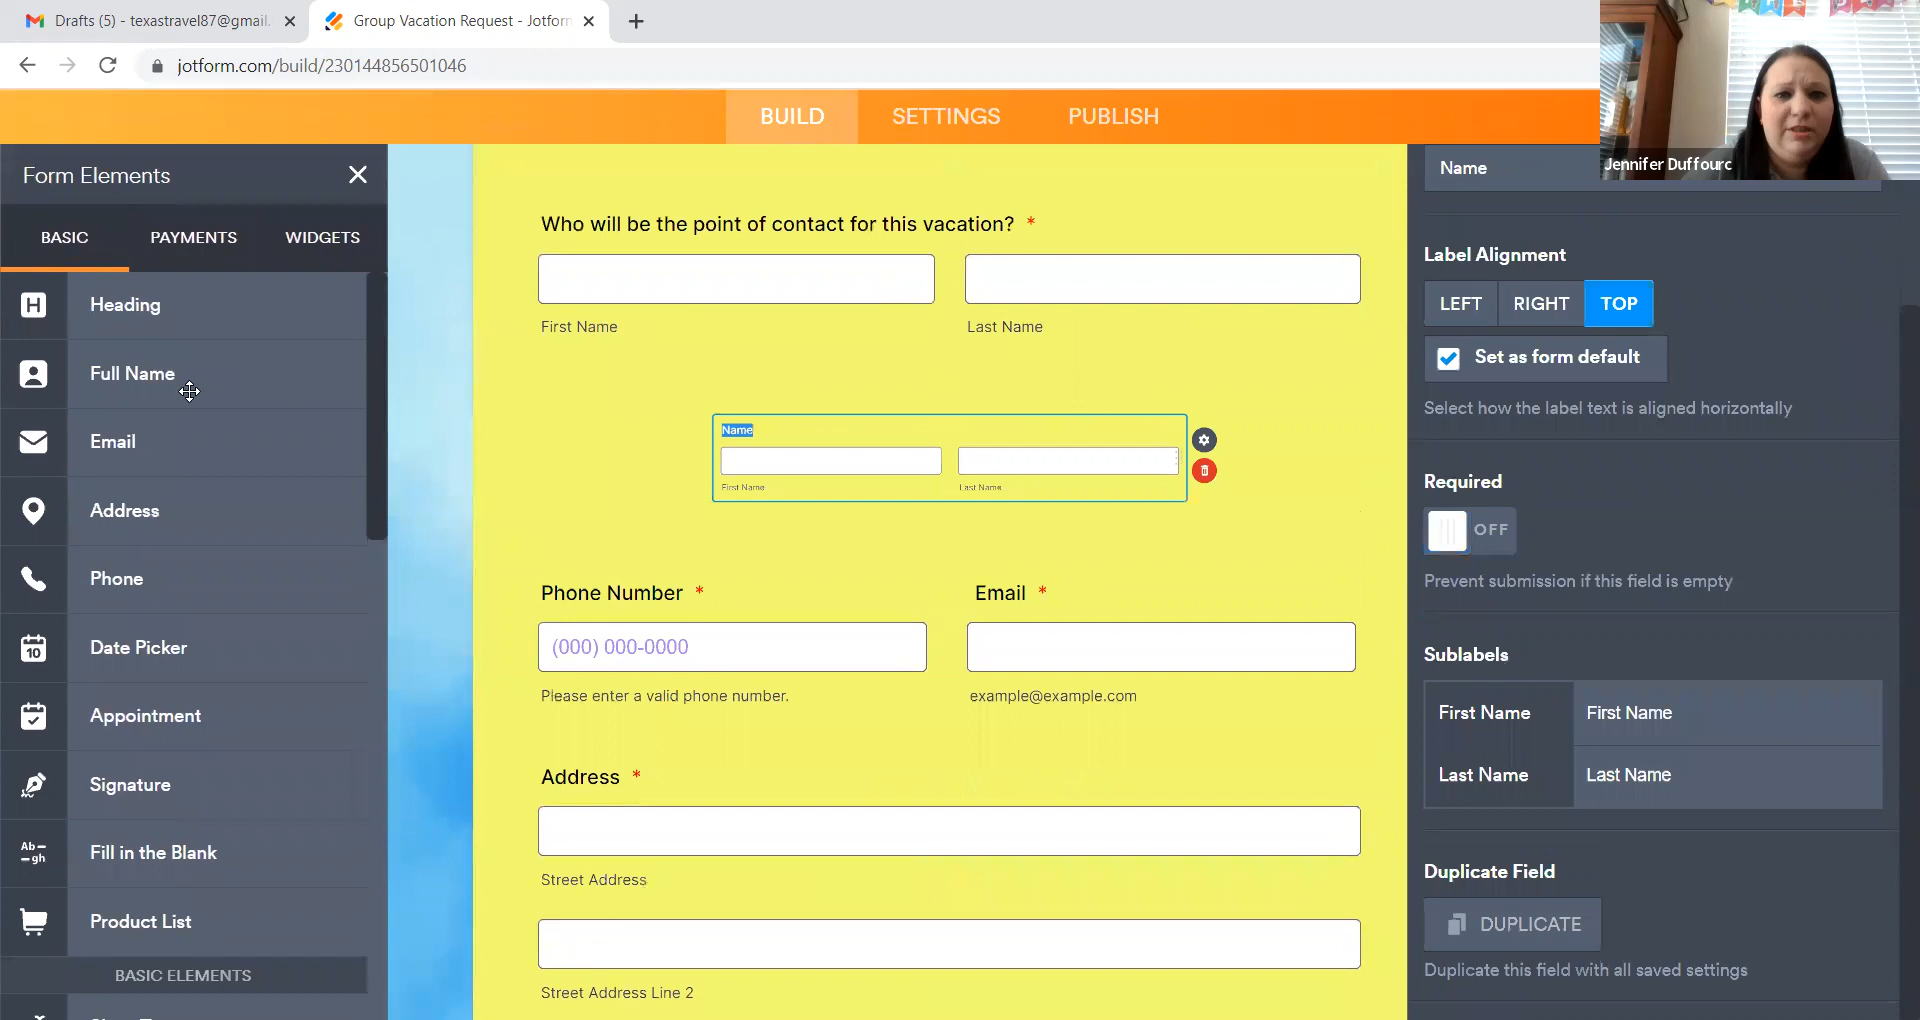 Drafts (5) - texastravel87@gmail.
Group Vacation Request - Jotform
jotform.com/build/230144856501046
BUILD
SETTINGS
PUBLISH
Jennifer Duffourc
Form Elements
BASIC
PAYMENTS
WIDGETS
Heading
Full Name
Email
Address
Phone
10
Date Picker
Appointment
Signature
Ab
gh
Fill in the Blank
Product List
BASIC ELEMENTS
Who will be the point of contact for this vacation? *
First Name
Last Name
Name
First Name
Last Name
Phone Number *
Email *
(000) 000-0000
Please enter a valid phone number.
example@example.com
Address *
Street Address
Street Address Line 2
Name
Label Alignment
LEFT
RIGHT
TOP
Set as form default
Select how the label text is aligned horizontally
Required
OFF
Prevent submission if this field is empty
Sublabels
First Name
First Name
Last Name
Last Name
Duplicate Field
DUPLICATE
Duplicate this field with all saved settings